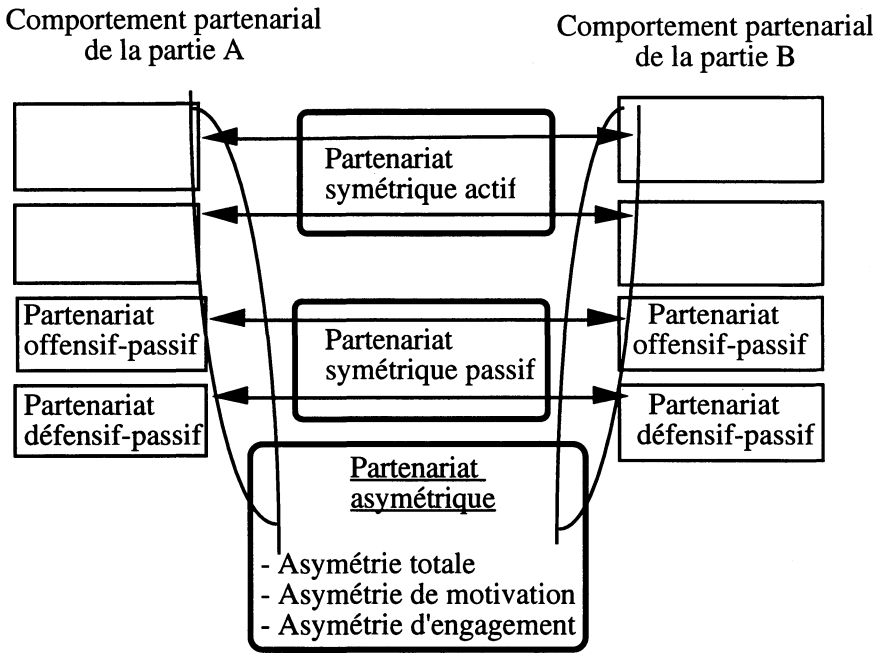 Comportement partenarial
de la partie A
Comportement partenarial
de la partie B
Partenariat
symétrique actif
Partenariat
offensif-passif
Partenariat
symétrique passif
Partenariat
offensif-passif
Partenariat
défensif-passif
Partenariat
défensif-passif
Partenariat
asymétrique
- Asymétrie totale
- Asymétrie de motivation
- Asymétrie d'engagement